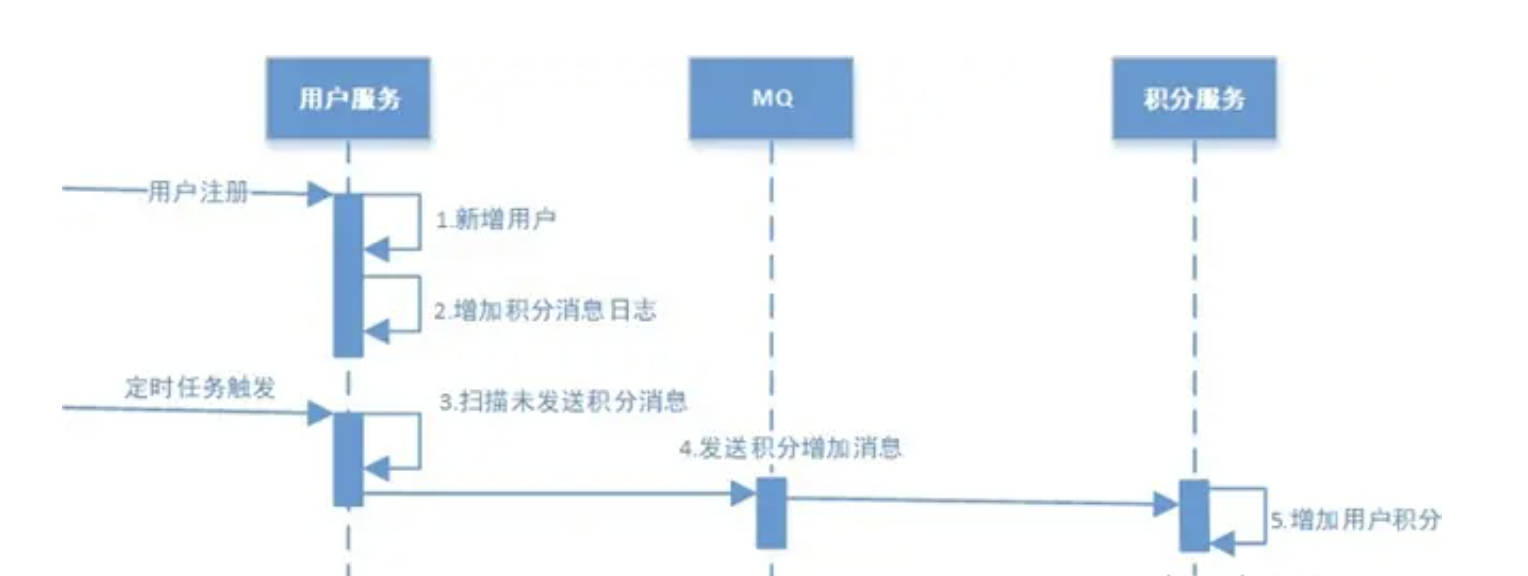 用户服务
MQ
积分服务
用户注册
1.新增用户
2.增加积分消息日志
定时任务触发
3.扫描未发送积分消息
4.发送积分增加消息
5.增加用户积分